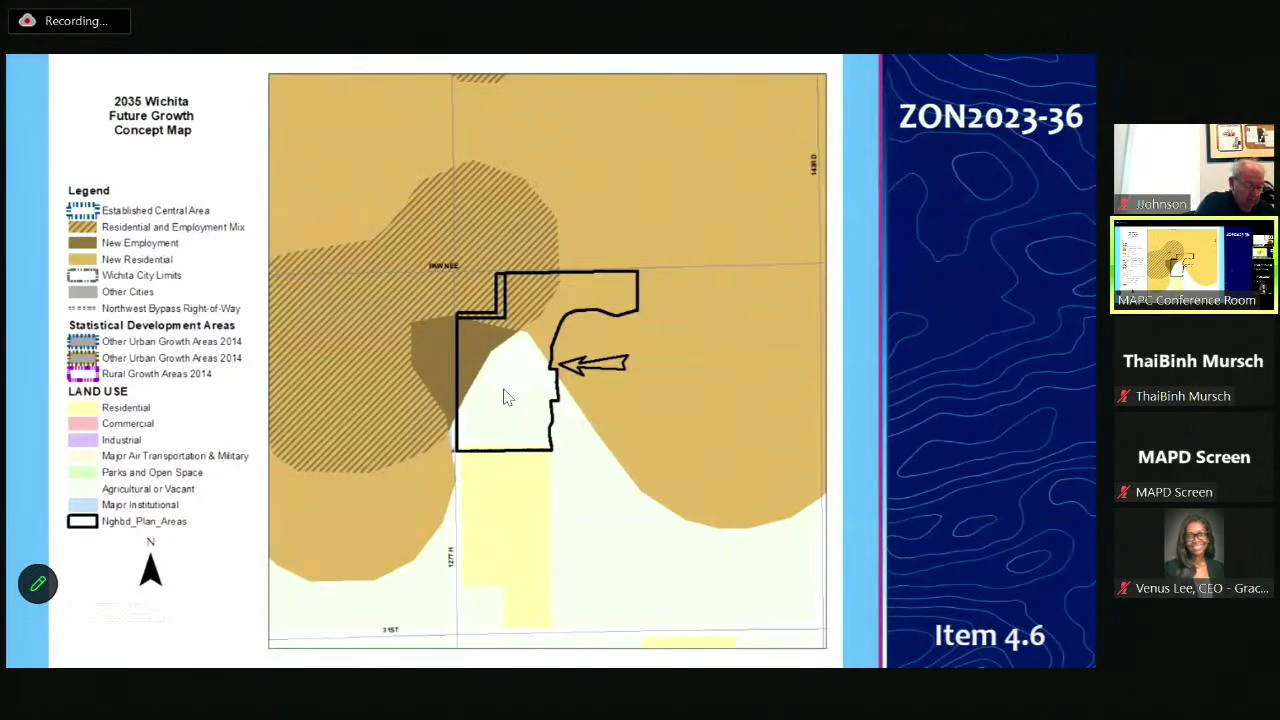 Recording...
2035 Wichita
Future Growth
Concept Map
Legend
Established Central Area
Residential and Employment Mix
New Employment
New Residential
Wichita City Limits
Other Cities
Northwest Bypass Right-of-Way
Statistical Development Areas
Other Urban Growth Areas 2014
Other Urban Growth Areas 2014
Rural Growth Areas 2014
LAND USE
Residential
Commercial
Industrial
Major Air Transportation & Military
Parks and Open Space
Agricultural or Vacant
Major Institutional
Nghbd_Plan_Areas
N
PAWNEE
143RD
127TH
31ST
ZON2023-36
Item 4.6
JJohnson
MAPC Conference Room
ThaiBinh Mursch
ThaiBinh Mursch
MAPD Screen
MAPD Screen
Venus Lee, CEO - Grac...